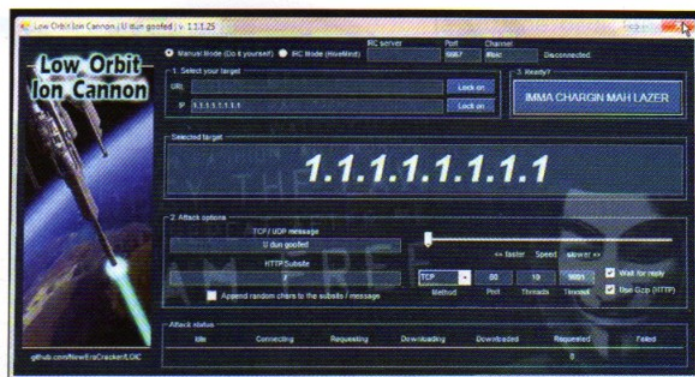 Low Orbit Ion Cannon | U dun goofed | v. 1.1.1.25
Low Orbit
Ion Cannon
Manual Mode (Do it yourself) IRC Mode (HiveMind)
IRC server Port Channel
6667 #loic Disconnected.
1. Select your target
URL Lock on
IP 1.1.1.1.1.1.1.1 Lock on
3. Ready?
IMMA CHARGIN MAH LAZER
Selected target
1.1.1.1.1.1.1.1
2. Attack options
TCP / UDP message
U dun goofed
HTTP Subsite
/
Append random chars to the subsite / message
<= faster Speed slower =>
TCP 80 10 9001 Wait for reply
Method Port Threads Timeout Use Gzip (HTTP)
Attack status
Idle Connecting Requesting Downloading Downloaded Requested Failed
0
github.com/NewEraCracker/LOIC